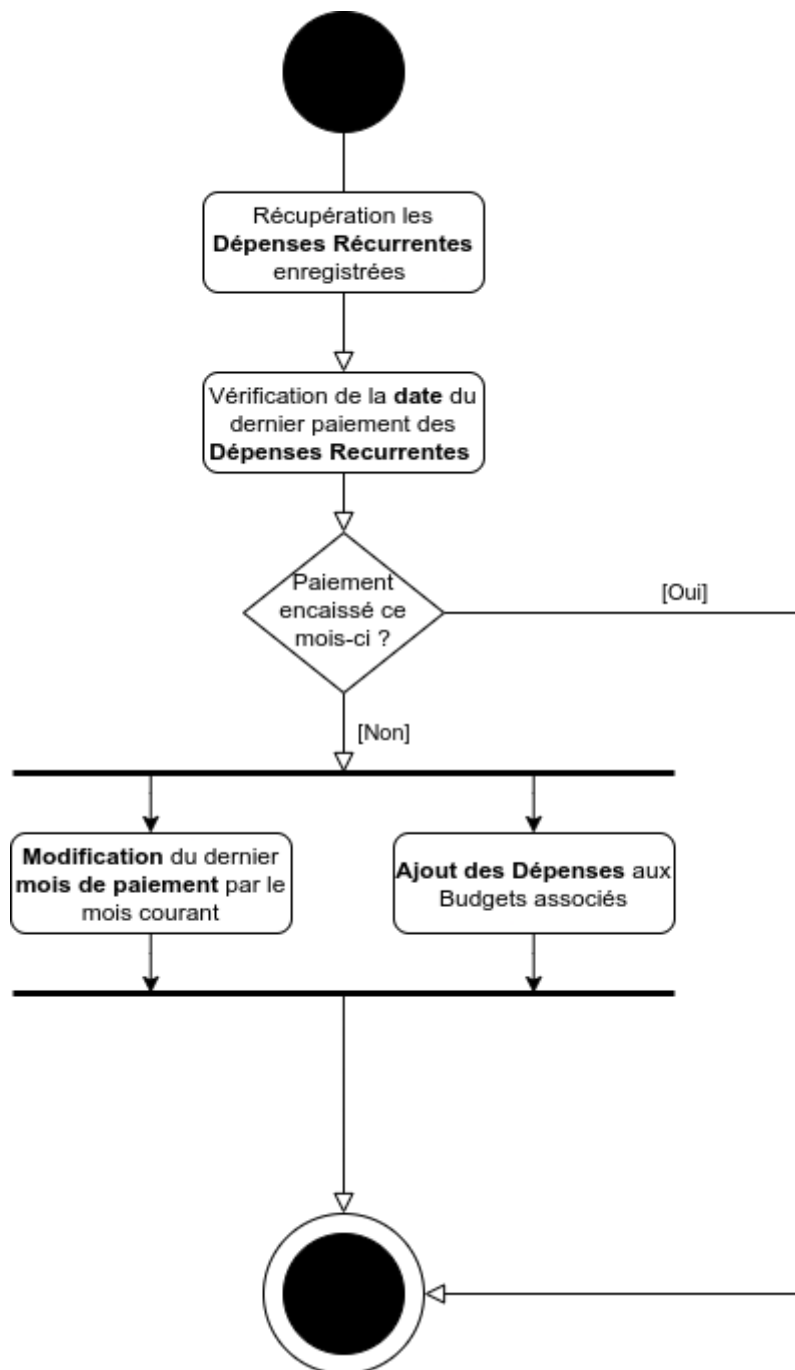 Récupération les
Dépenses Récurrentes
enregistrées
Vérification de la date du
dernier paiement des
Dépenses Recurrentes
Paiement
encaissé ce
mois-ci ?
[Oui]
[Non]
Modification du dernier
mois de paiement par le
mois courant
Ajout des Dépenses aux
Budgets associés